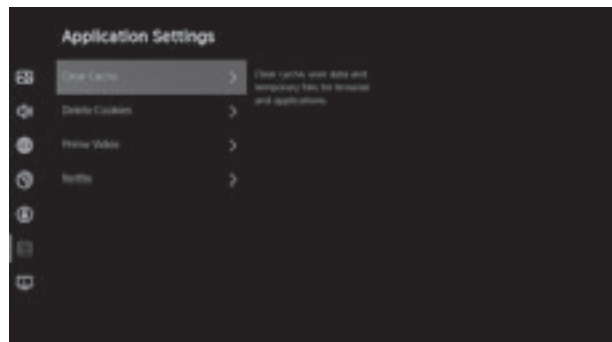 Application Settings
Clear Cache
Clear cache, user data and
temporary files for browser
and applications.
Delete Cookies
Prime Video
Netflix